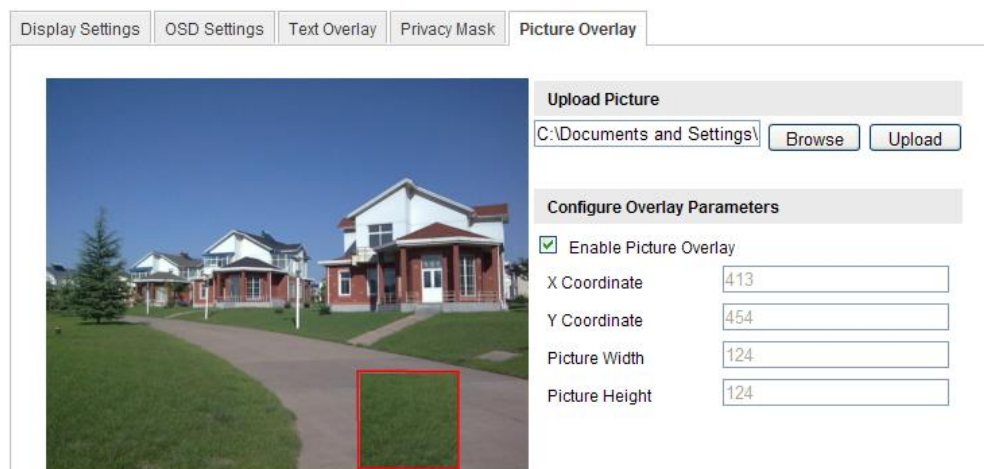 Display Settings OSD Settings Text Overlay Privacy Mask Picture Overlay
Upload Picture
C:\Documents and Settings\ Browse Upload
Configure Overlay Parameters
Enable Picture Overlay
X Coordinate 413
Y Coordinate 454
Picture Width 124
Picture Height 124